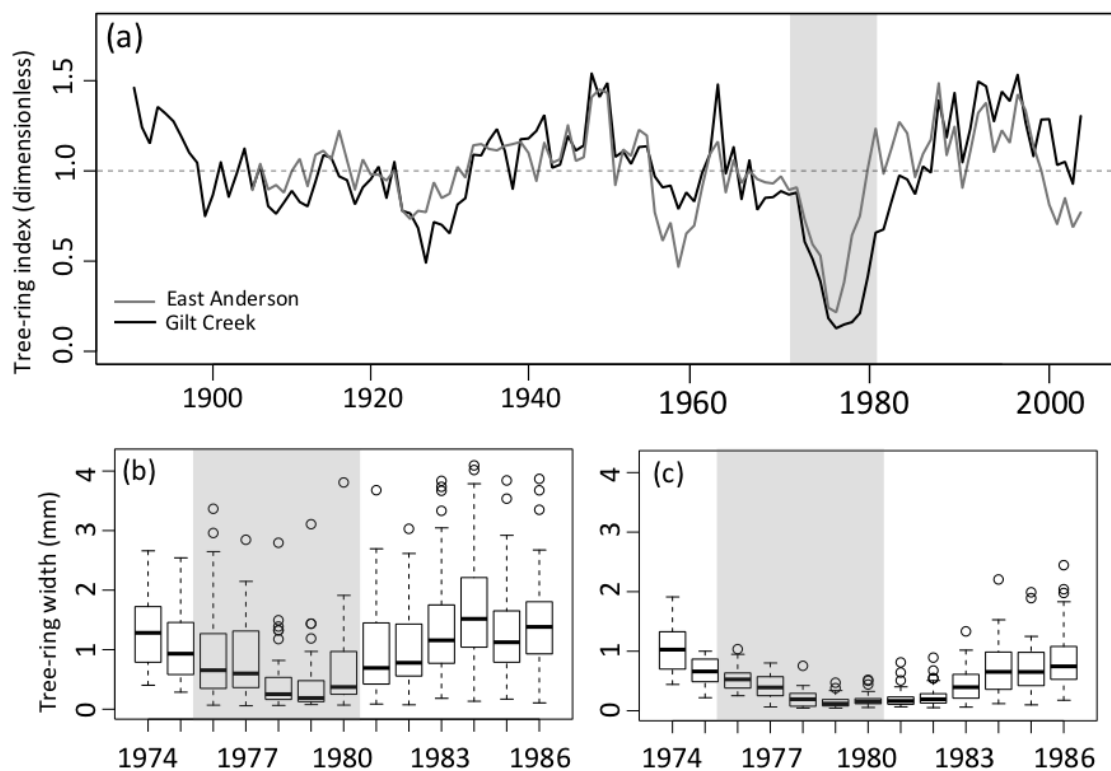 (a)
Tree-ring index (dimensionless)
1.5
1.0
0.5
0.0
East Anderson
Gilt Creek
1900 1920 1940 1960 1980 2000
(b)
Tree-ring width (mm)
4
3
2
1
0
1974 1977 1980 1983 1986
(c)
4
3
2
1
0
1974 1977 1980 1983 1986